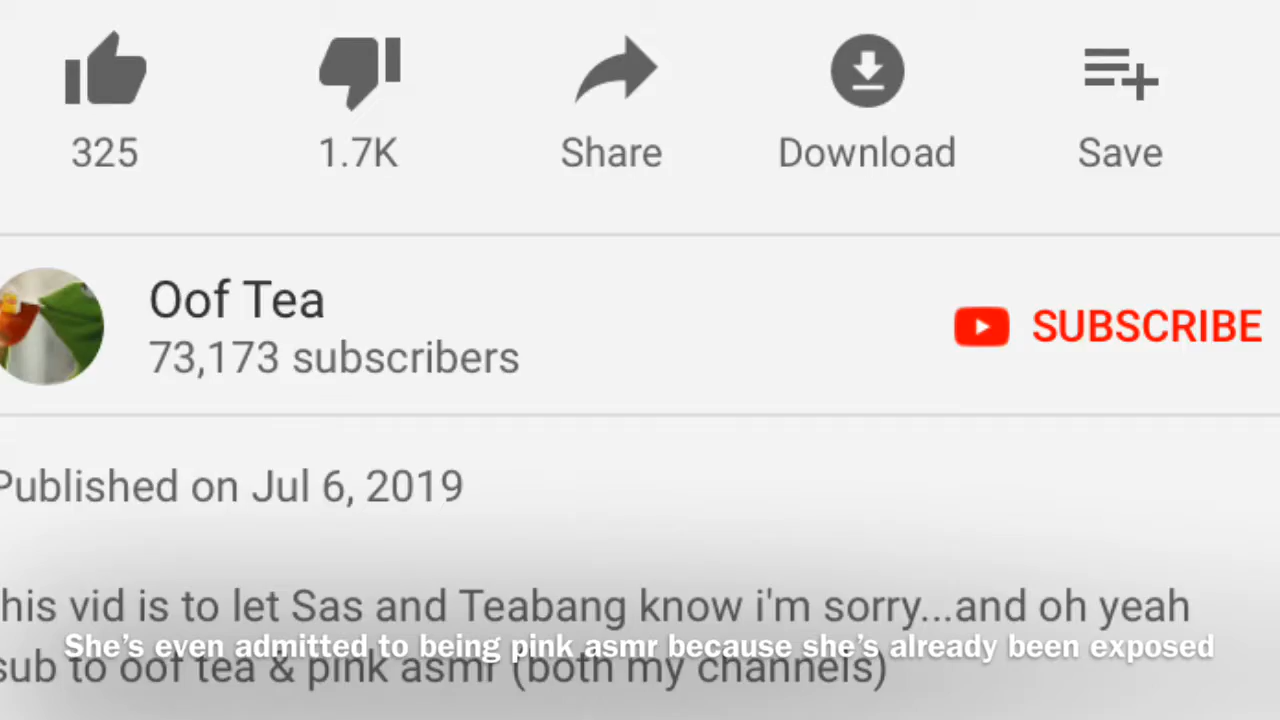 325
1.7K
Share
Download
Save
Oof Tea
73,173 subscribers
SUBSCRIBE
Published on Jul 6, 2019
his vid is to let Sas and Teabang know i'm sorry...and oh yeah
She's even admitted to being pink asmr because she's already been exposed
sub to oof tea & pink asmr (both my channels)